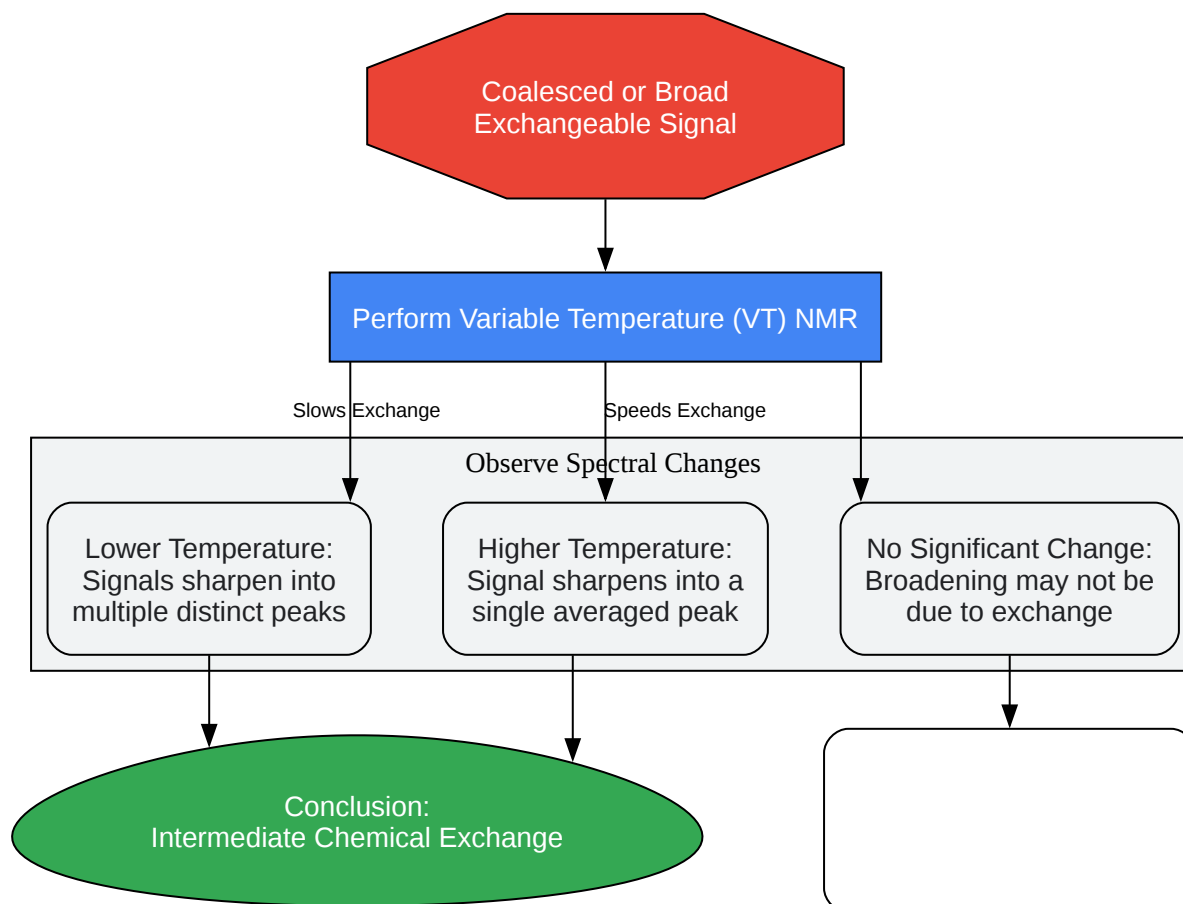 Coalesced or Broad
Exchangeable Signal
Perform Variable Temperature (VT) NMR
Slows Exchange
Speeds Exchange
Observe Spectral Changes
Lower Temperature:
Signals sharpen into
multiple distinct peaks
Higher Temperature:
Signal sharpens into a
single averaged peak
No Significant Change:
Broadening may not be
due to exchange
Conclusion:
Intermediate Chemical Exchange